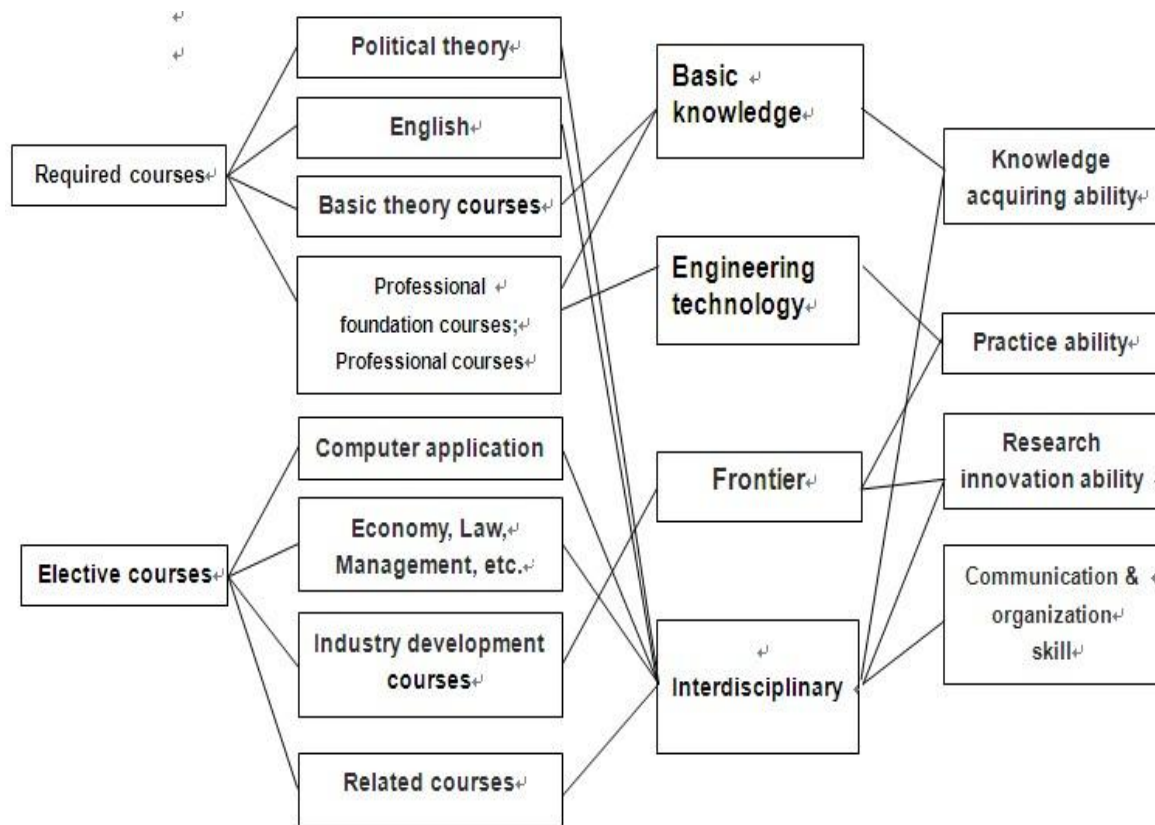 Political theory
English
Required courses
Basic theory courses
Professional
foundation courses;
Professional courses
Computer application
Economy, Law,
Management, etc.
Elective courses
Industry development
courses
Related courses
Basic
knowledge
Engineering
technology
Frontier
Interdisciplinary
Knowledge
acquiring ability
Practice ability
Research
innovation ability
Communication &
organization
skill